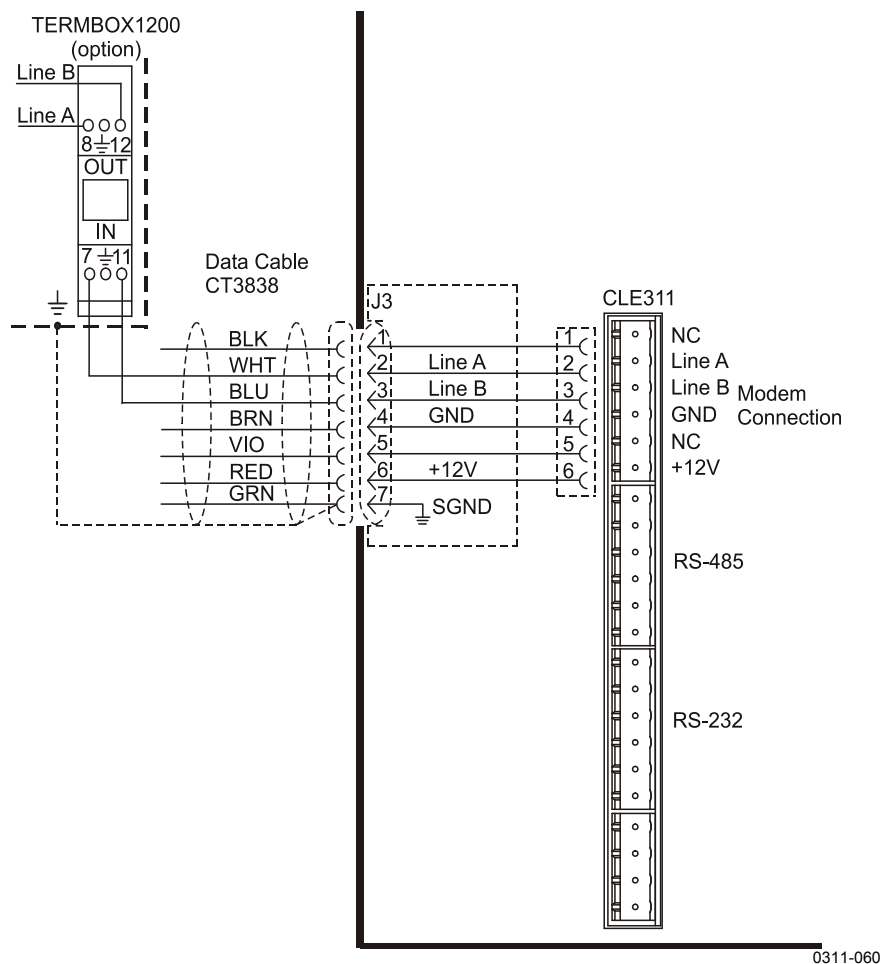 TERMBOX1200
(option)
Line B
Line A
8 12
OUT
IN
7 11
Data Cable
CT3838
BLK
WHT
BLU
BRN
VIO
RED
GRN
J3
1
2 Line A
3 Line B
4 GND
5
6 +12V
7
SGND
1
2
3
4
5
6
CLE311
NC
Line A
Line B
GND
NC
+12V
Modem
Connection
RS-485
RS-232
0311-060